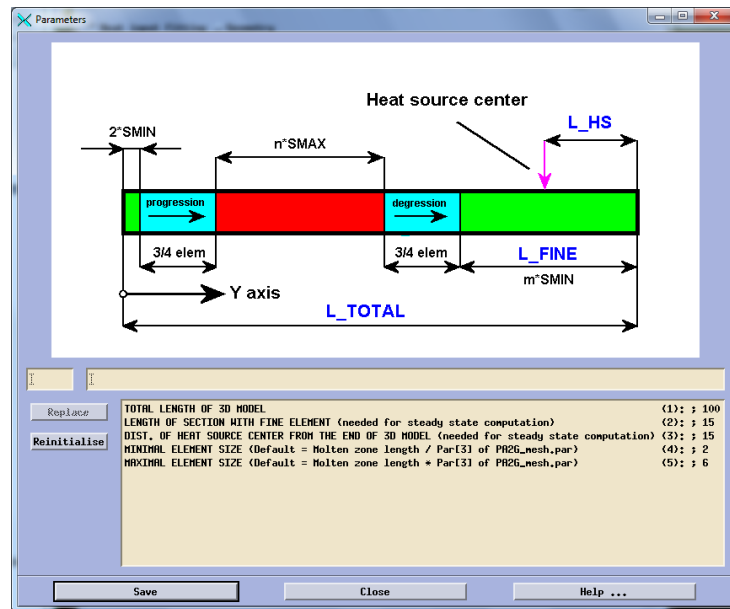 Parameters
Heat source center
L_HS
2*SMIN
n*SMAX
progression
degression
3/4 elem
3/4 elem
L_FINE
m*SMIN
Y axis
L_TOTAL
Replace
Reinitialise
TOTAL LENGTH OF 3D MODEL (1): ; 100
LENGTH OF SECTION WITH FINE ELEMENT (needed for steady state computation) (2): ; 15
DIST. OF HEAT SOURCE CENTER FROM THE END OF 3D MODEL (needed for steady state computation) (3): ; 15
MINIMAL ELEMENT SIZE (Default = Molten zone length / Par[3] of PA2G_mesh.par) (4): ; 2
MAXIMAL ELEMENT SIZE (Default = Molten zone length * Par[3] of PA2G_mesh.par) (5): ; 6
Save
Close
Help ...